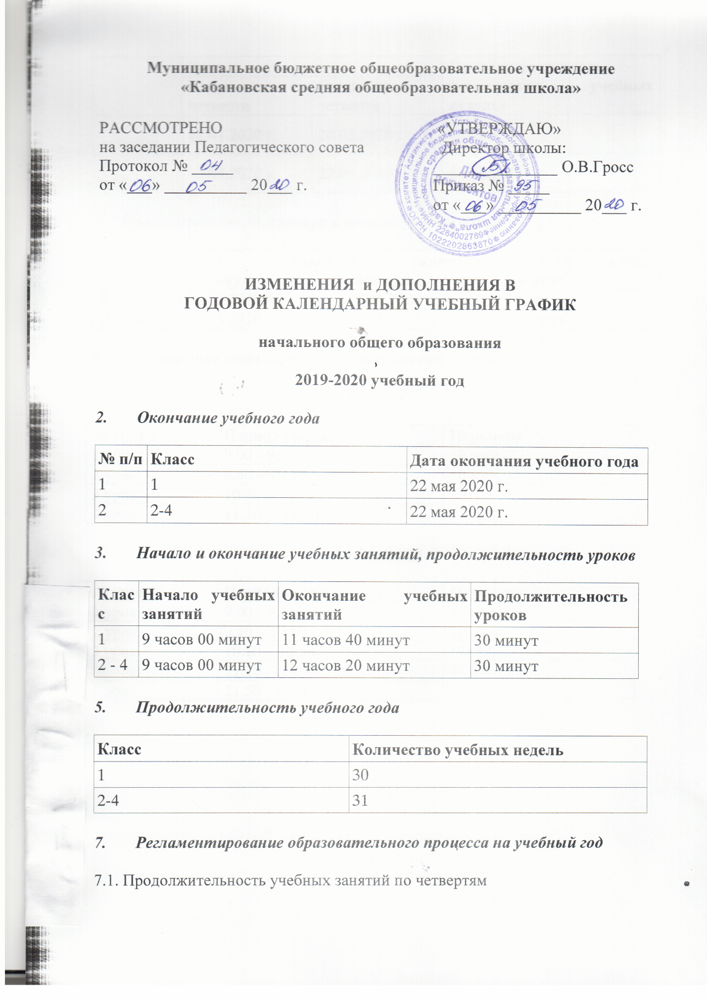 Муниципальное бюджетное общеобразовательное учреждение
«Кабановская средняя общеобразовательная школа»
РАССМОТРЕНО
на заседании Педагогического совета
Протокол № 04
от «06» 05 2020 г.
«УТВЕРЖДАЮ»
Директор школы:
О.В.Гросс
Приказ № 95
от «06» 05 2020 г.
Для
документов
ИНН 2284002789
ОГРН 1022202863870
ИЗМЕНЕНИЯ и ДОПОЛНЕНИЯ В
ГОДОВОЙ КАЛЕНДАРНЫЙ УЧЕБНЫЙ ГРАФИК
начального общего образования
2019-2020 учебный год
2. Окончание учебного года
№ п/п Класс Дата окончания учебного года
1 1 22 мая 2020 г.
2 2-4 22 мая 2020 г.
3. Начало и окончание учебных занятий, продолжительность уроков
Клас Начало учебных Окончание учебных Продолжительность
с занятий занятий уроков
1 9 часов 00 минут 11 часов 40 минут 30 минут
2 - 4 9 часов 00 минут 12 часов 20 минут 30 минут
5. Продолжительность учебного года
Класс Количество учебных недель
1 30
2-4 31
7. Регламентирование образовательного процесса на учебный год
7.1. Продолжительность учебных занятий по четвертям